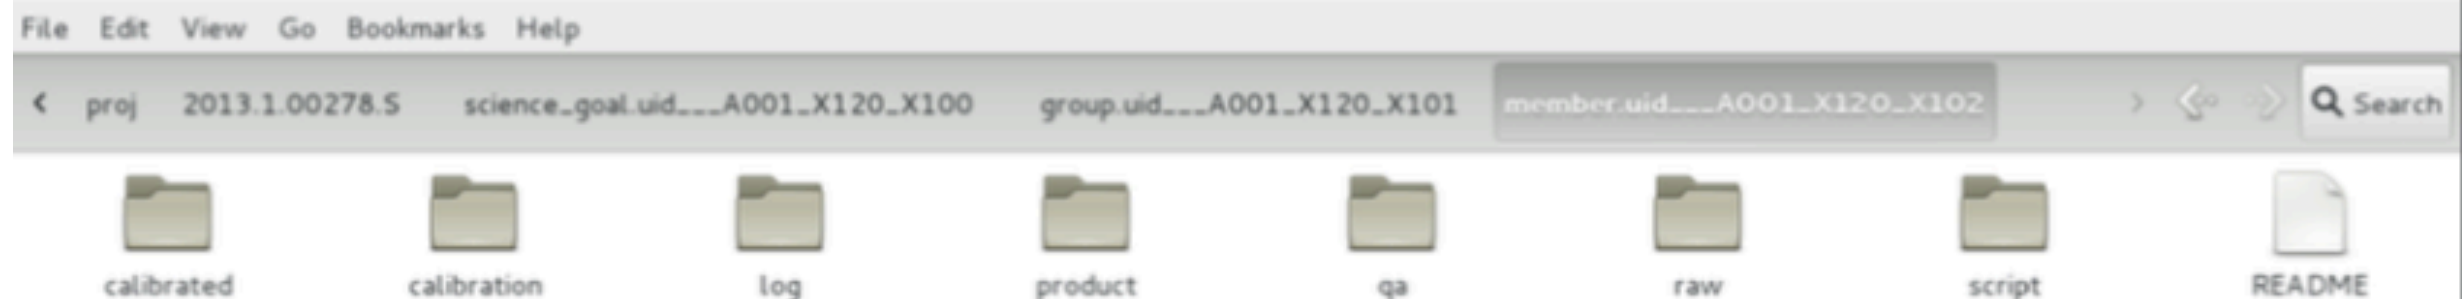 File Edit View Go Bookmarks Help
proj 2013.1.00278.S science_goal.uid___A001_X120_X100 group.uid___A001_X120_X101 member.uid___A001_X120_X102 Search
calibrated calibration log product qa raw script README